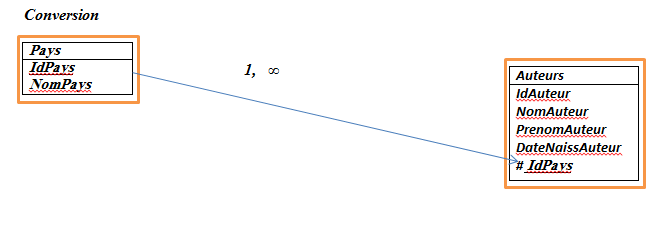 Conversion
Pays
IdPays
NomPays
1, ∞
Auteurs
IdAuteur
NomAuteur
PrenomAuteur
DateNaissAuteur
# IdPays